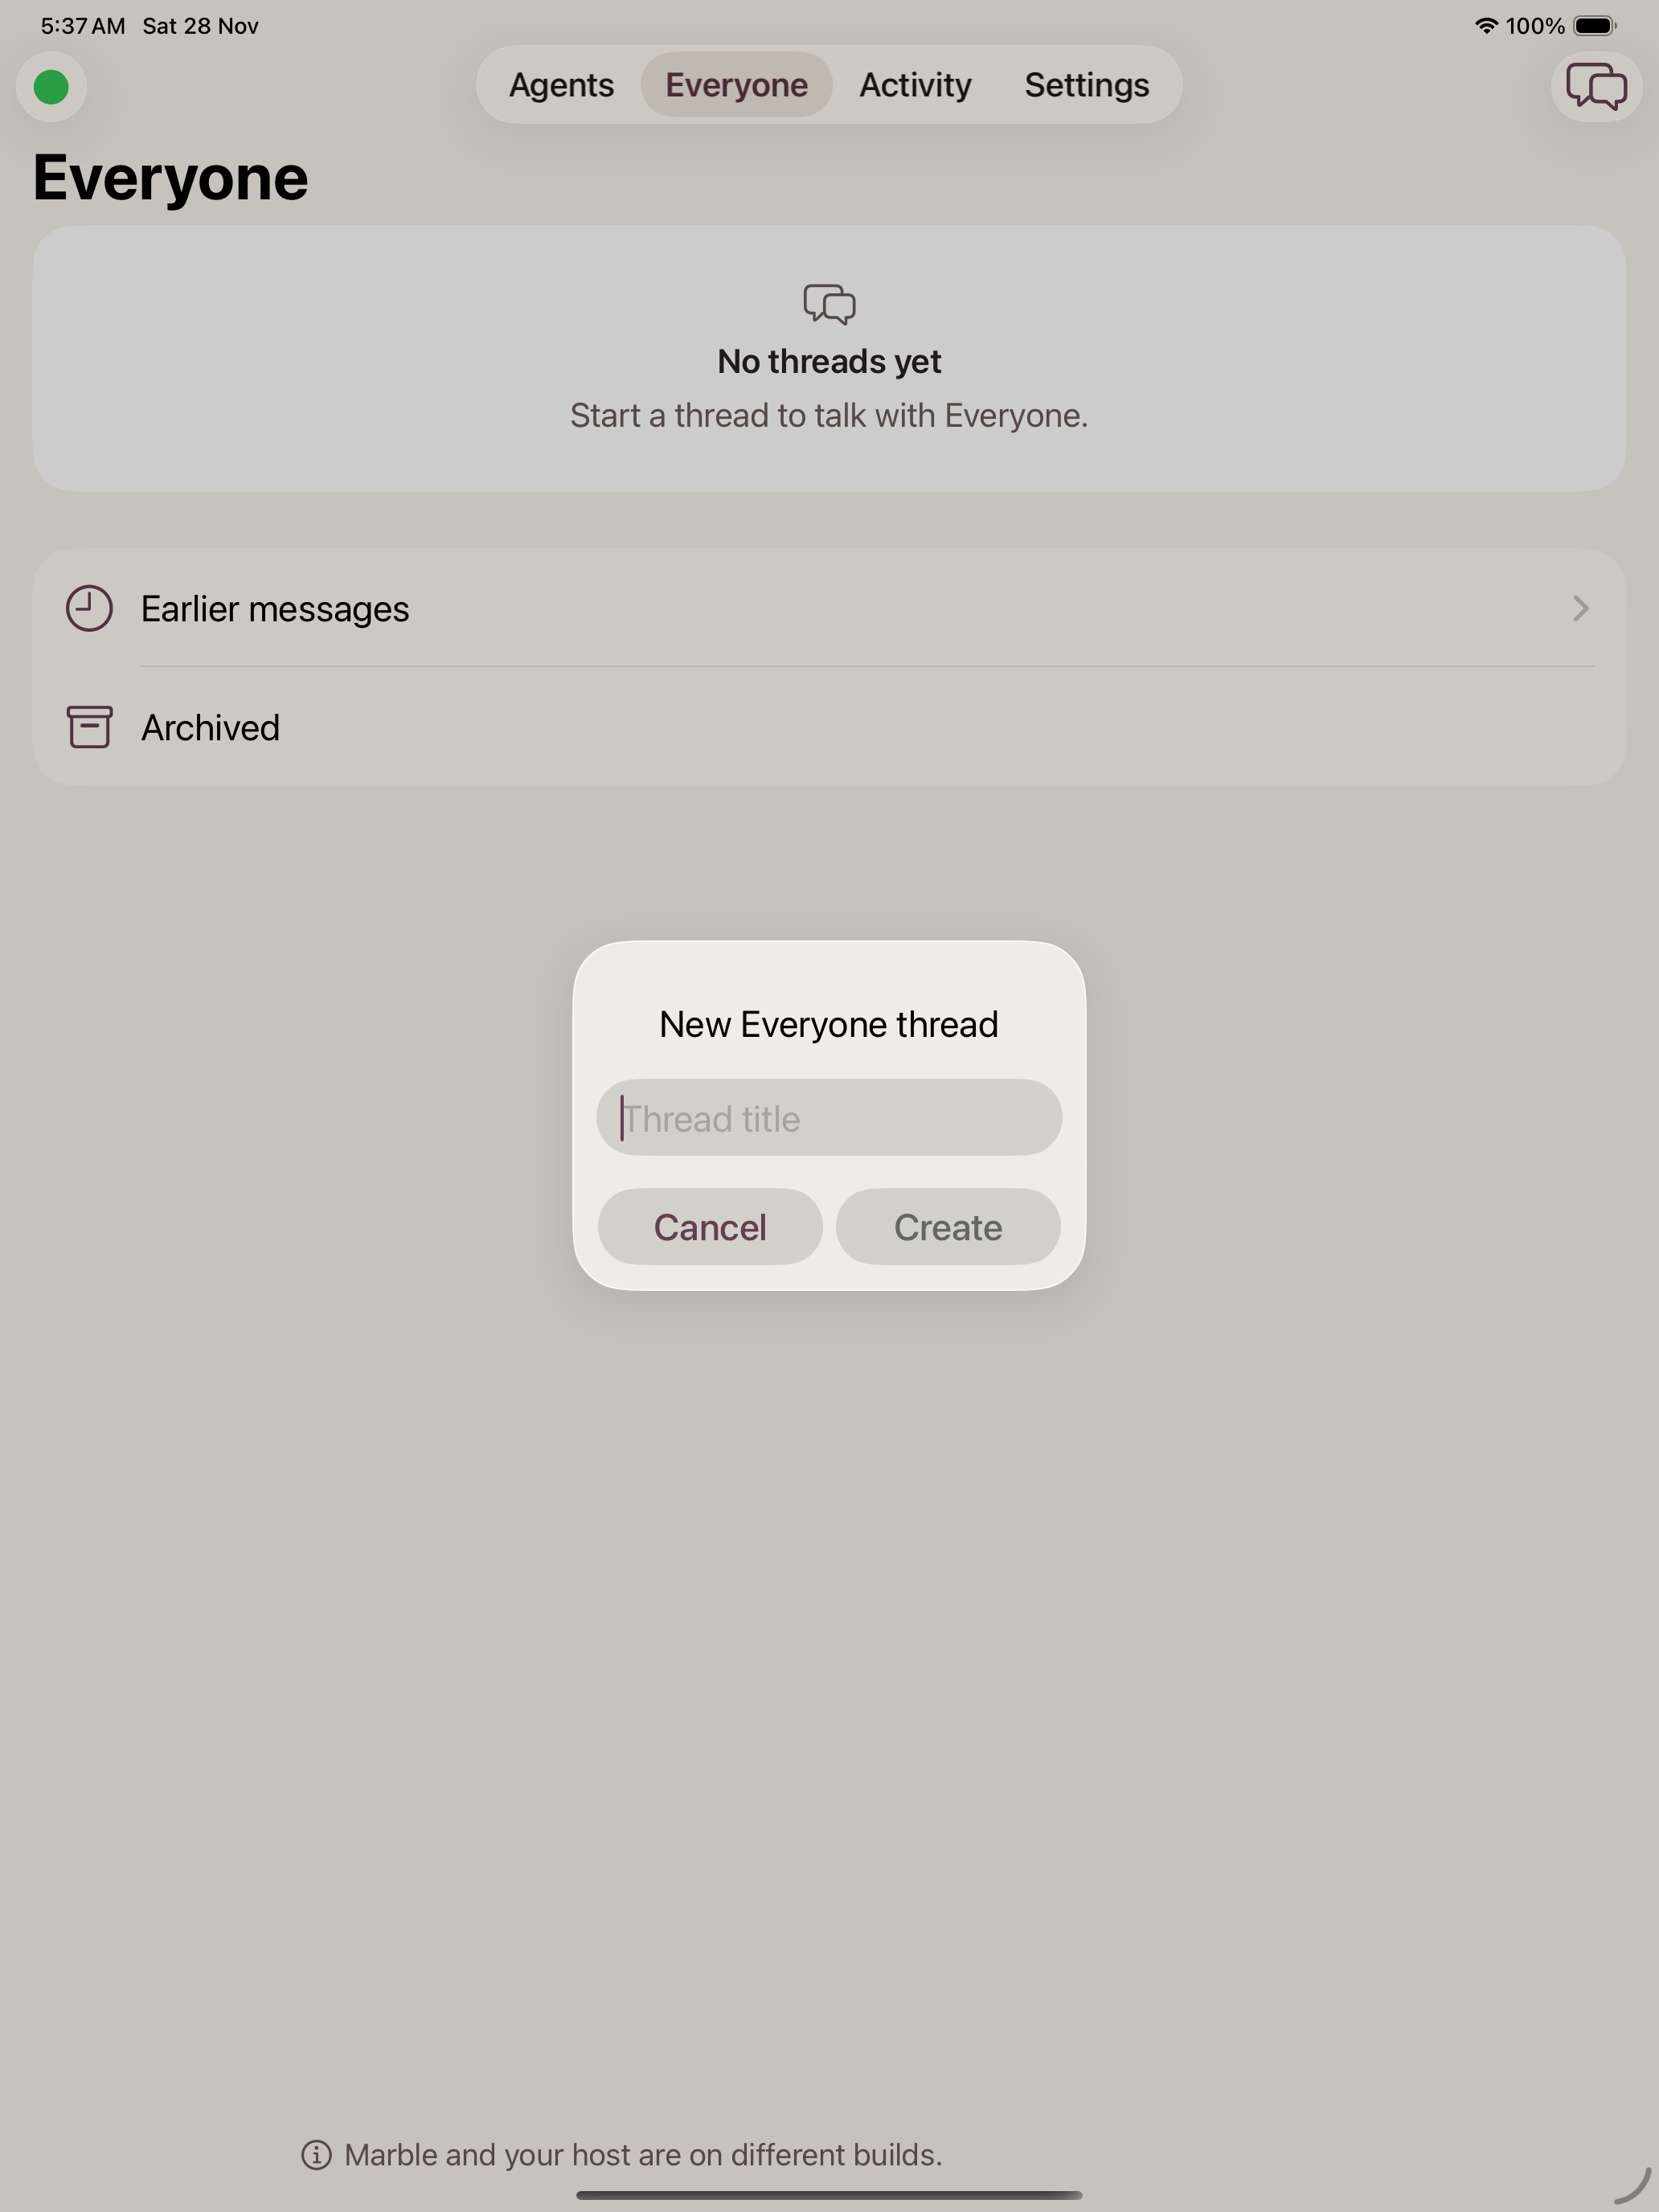 5:37 AM Sat 28 Nov
100%
Agents Everyone Activity Settings
Everyone
No threads yet
Start a thread to talk with Everyone.
Earlier messages
Archived
New Everyone thread
Thread title
Cancel Create
Marble and your host are on different builds.